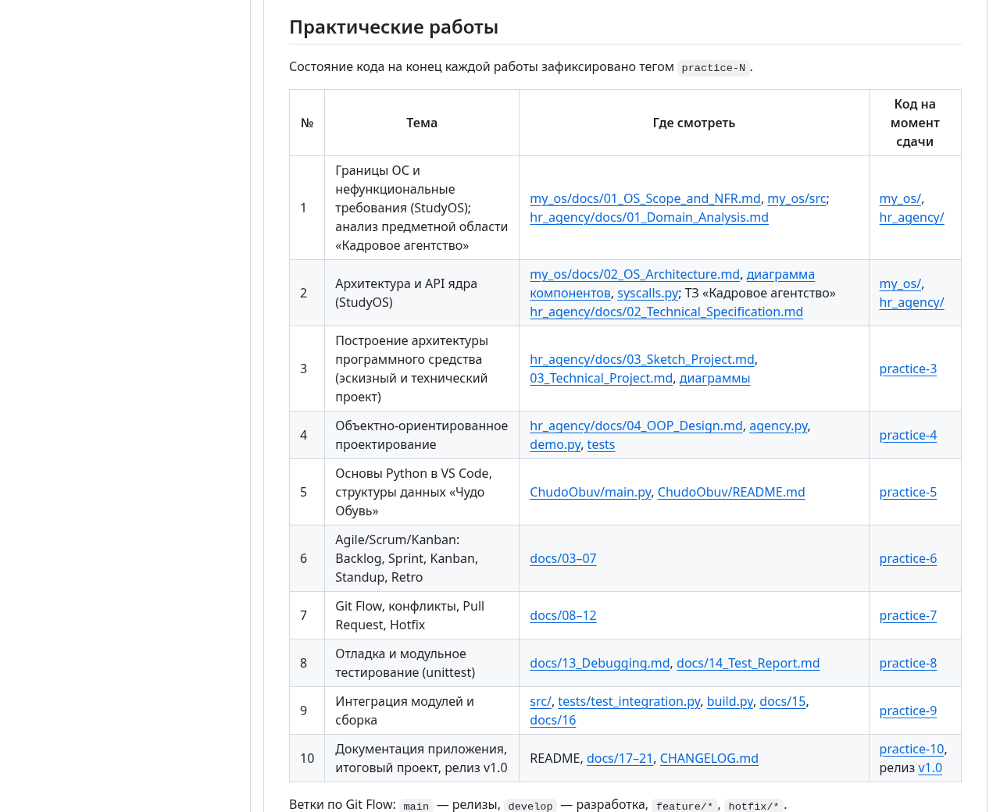 Практические работы
Состояние кода на конец каждой работы зафиксировано тегом practice-N.
№
Тема
Где смотреть
Код на
момент
сдачи
1
Границы ОС и
нефункциональные
требования (StudyOS);
анализ предметной области
«Кадровое агентство»
my_os/docs/01_OS_Scope_and_NFR.md, my_os/src;
hr_agency/docs/01_Domain_Analysis.md
my_os/,
hr_agency/
2
Архитектура и API ядра
(StudyOS)
my_os/docs/02_OS_Architecture.md, диаграмма
компонентов, syscalls.py; ТЗ «Кадровое агентство»
hr_agency/docs/02_Technical_Specification.md
my_os/,
hr_agency/
3
Построение архитектуры
программного средства
(эскизный и технический
проект)
hr_agency/docs/03_Sketch_Project.md,
03_Technical_Project.md, диаграммы
practice-3
4
Объектно-ориентированное
проектирование
hr_agency/docs/04_OOP_Design.md, agency.py,
demo.py, tests
practice-4
5
Основы Python в VS Code,
структуры данных «Чудо
Обувь»
ChudoObuv/main.py, ChudoObuv/README.md
practice-5
6
Agile/Scrum/Kanban:
Backlog, Sprint, Kanban,
Standup, Retro
docs/03–07
practice-6
7
Git Flow, конфликты, Pull
Request, Hotfix
docs/08–12
practice-7
8
Отладка и модульное
тестирование (unittest)
docs/13_Debugging.md, docs/14_Test_Report.md
practice-8
9
Интеграция модулей и
сборка
src/, tests/test_integration.py, build.py, docs/15,
docs/16
practice-9
10
Документация приложения,
итоговый проект, релиз v1.0
README, docs/17–21, CHANGELOG.md
practice-10,
релиз v1.0
Ветки по Git Flow: main — релизы, develop — разработка, feature/*, hotfix/*.